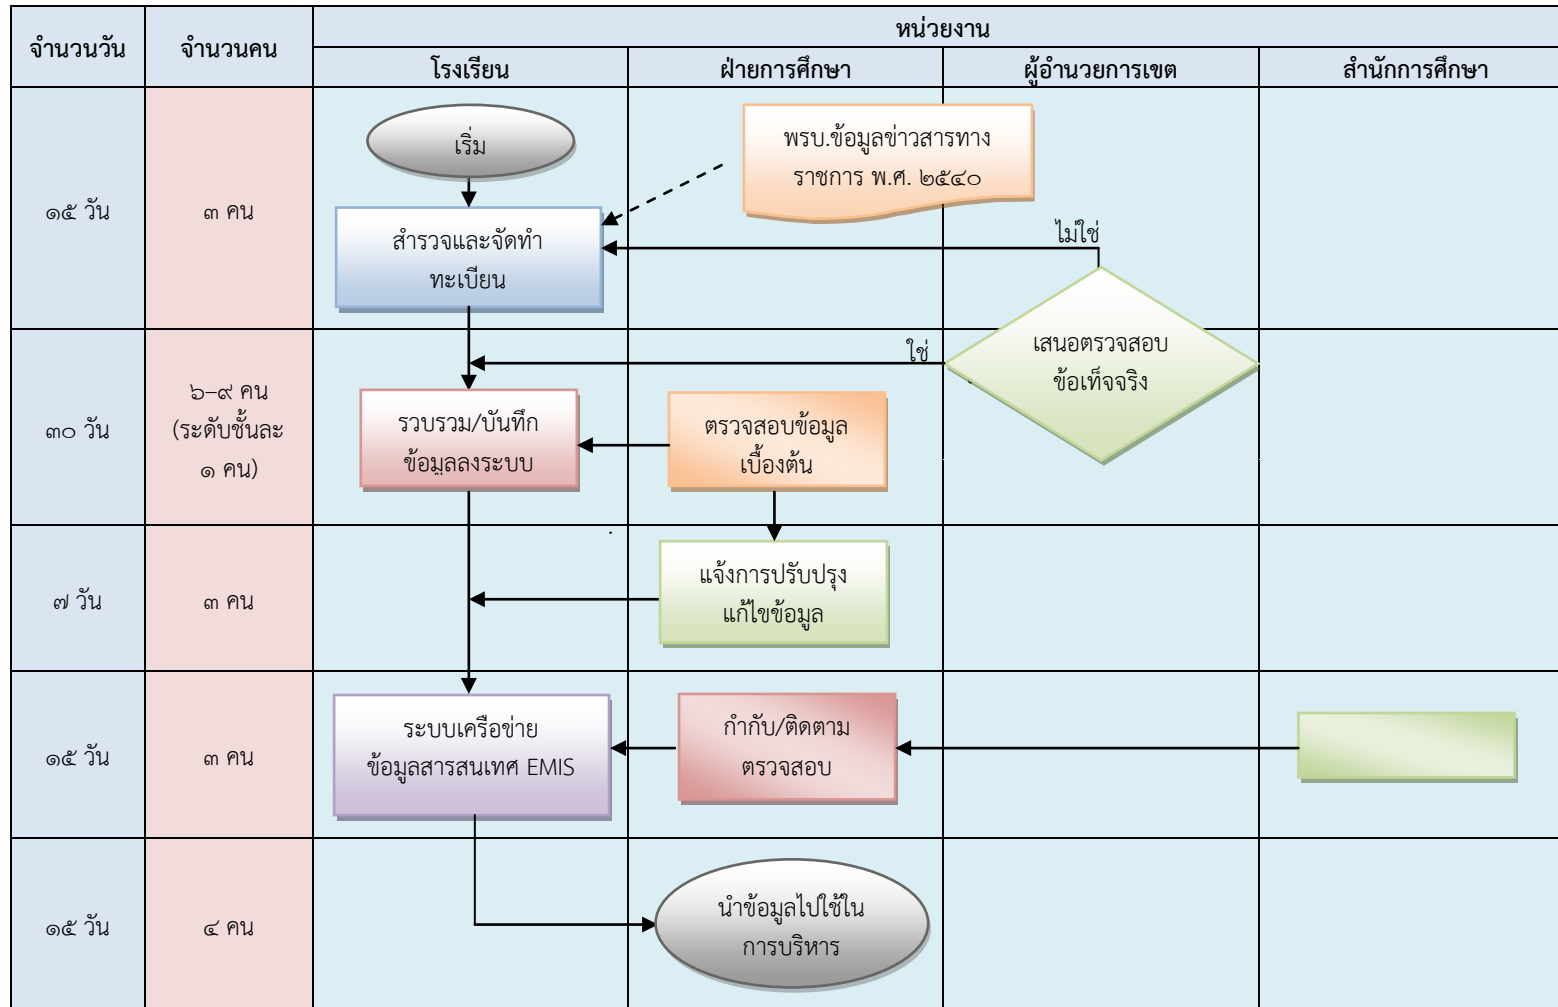 จำนวนวัน
จำนวนคน
หน่วยงาน
โรงเรียน
ฝ่ายการศึกษา
ผู้อำนวยการเขต
สำนักการศึกษา
๑๕ วัน
๓ คน
เริ่ม
พรบ.ข้อมูลข่าวสารทาง
ราชการ พ.ศ. ๒๕๔๐
สำรวจและจัดทำ
ทะเบียน
ไม่ใช่
๓๐ วัน
๖–๙ คน
(ระดับชั้นละ
๑ คน)
ใช่
เสนอตรวจสอบ
ข้อเท็จจริง
รวบรวม/บันทึก
ข้อมูลลงระบบ
ตรวจสอบข้อมูล
เบื้องต้น
๗ วัน
๓ คน
แจ้งการปรับปรุง
แก้ไขข้อมูล
๑๕ วัน
๓ คน
ระบบเครือข่าย
ข้อมูลสารสนเทศ EMIS
กำกับ/ติดตาม
ตรวจสอบ
๑๕ วัน
๔ คน
นำข้อมูลไปใช้ใน
การบริหาร